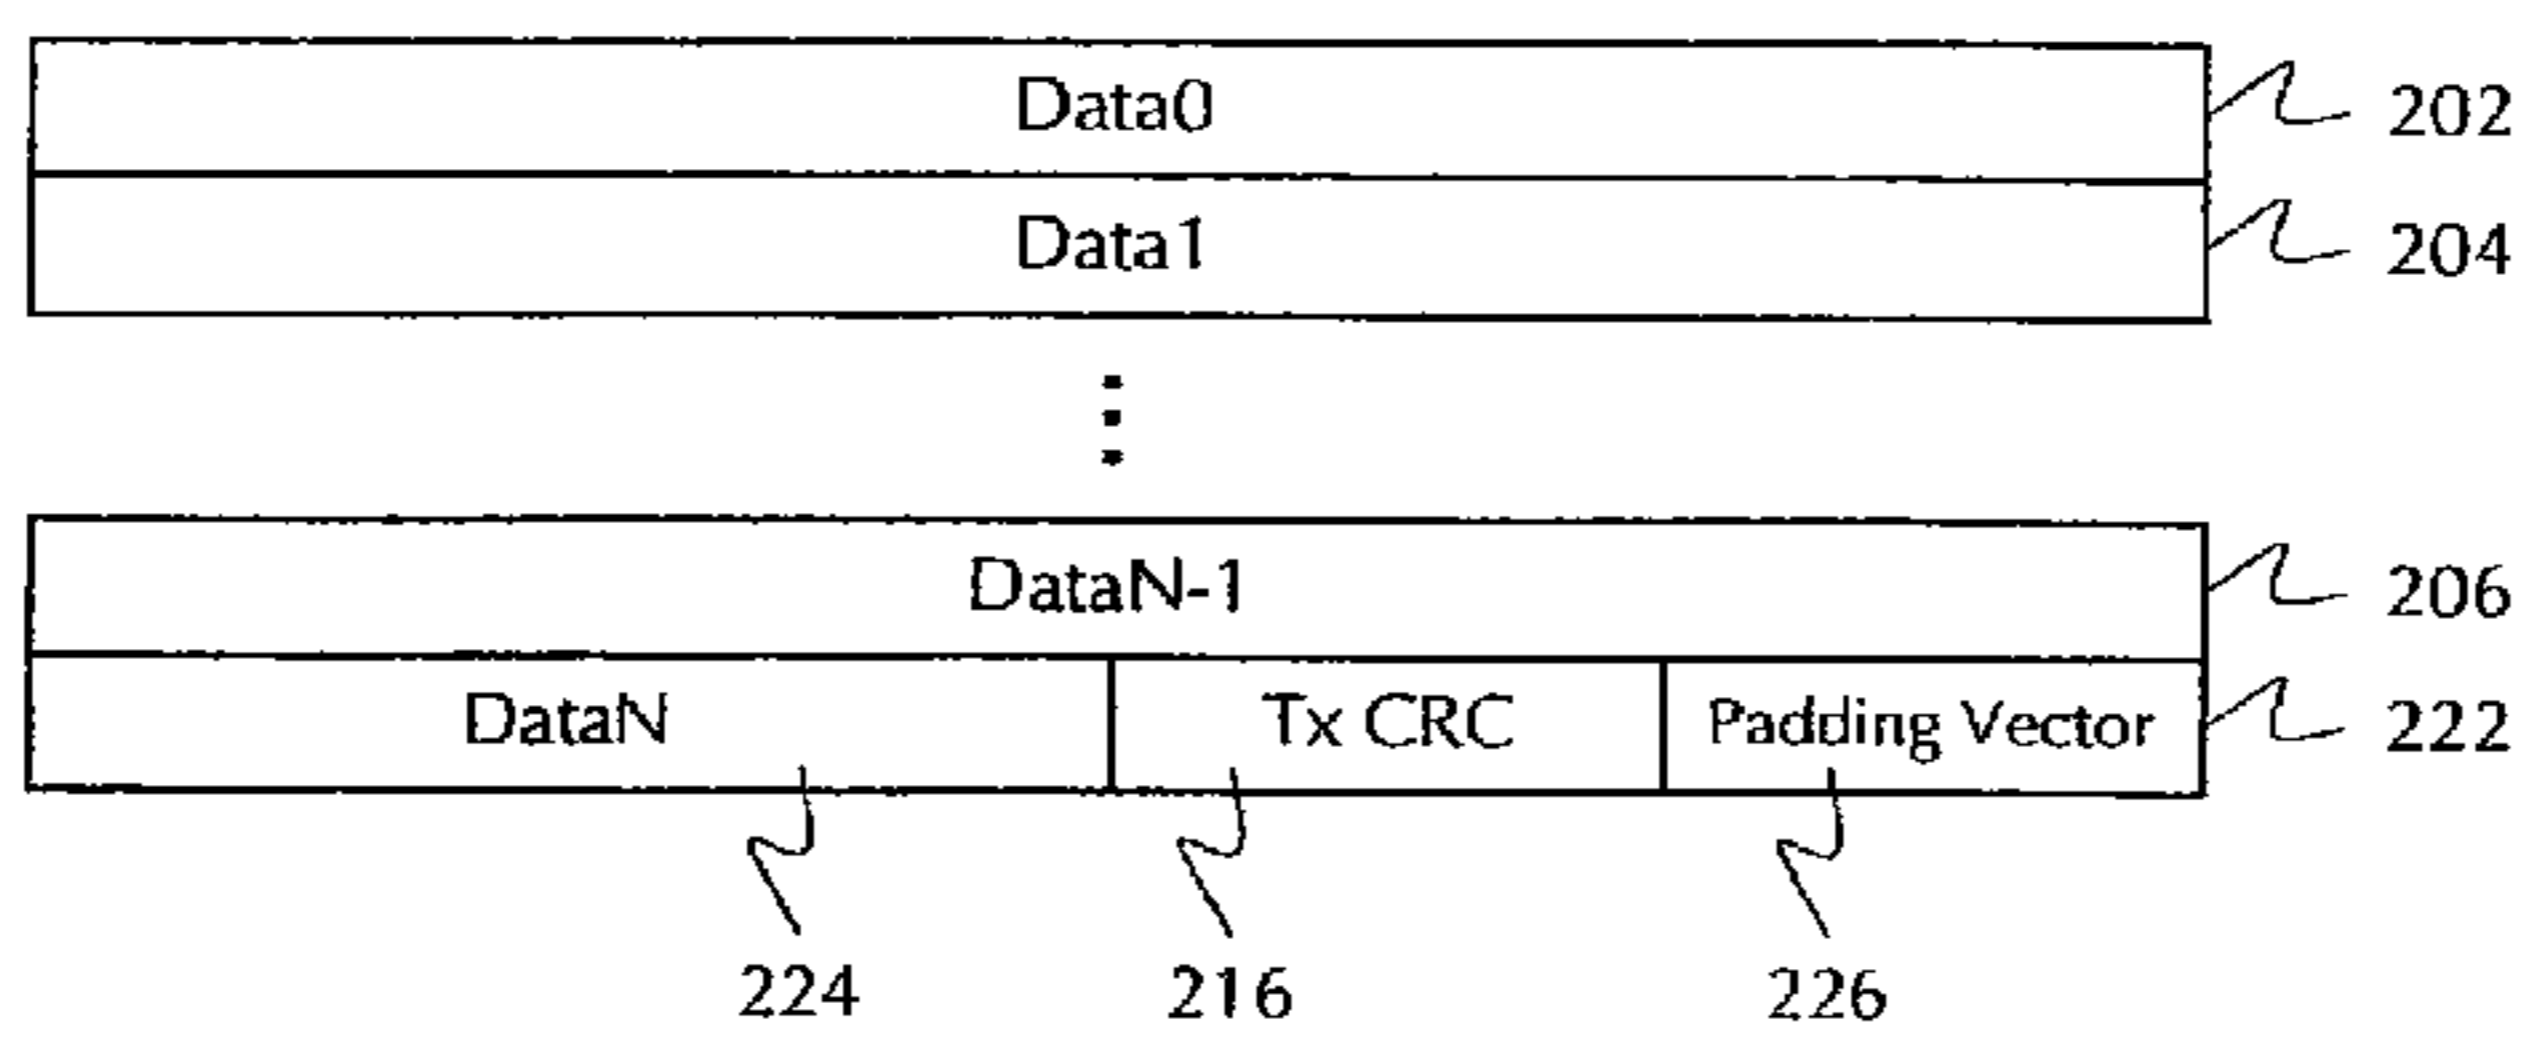 Data0 202
Data1 204
DataN-1 206
DataN Tx CRC Padding Vector 222
224 216 226